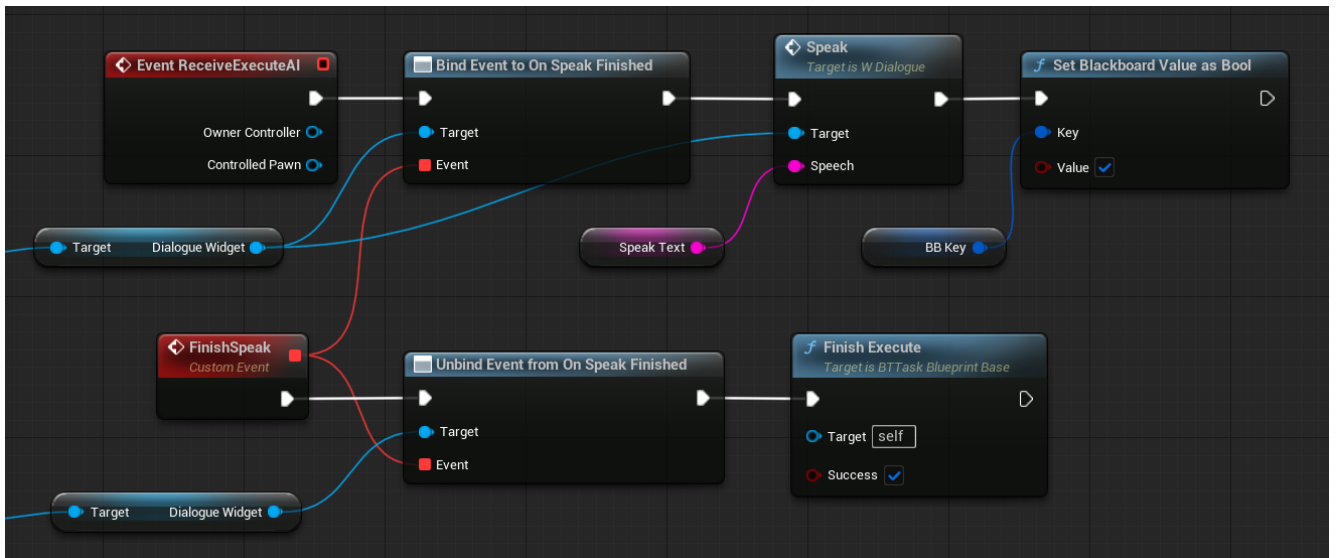 Event ReceiveExecuteAI
Owner Controller
Controlled Pawn
Bind Event to On Speak Finished
Target
Event
Speak
Target is W Dialogue
Target
Speech
Set Blackboard Value as Bool
Key
Value
Target Dialogue Widget
Speak Text
BB Key
FinishSpeak
Custom Event
Unbind Event from On Speak Finished
Target
Event
Finish Execute
Target is BTTask Blueprint Base
Target self
Success
Target Dialogue Widget